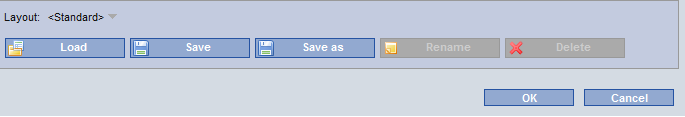 Layout: <Standard>
Load Save Save as Rename Delete
OK Cancel